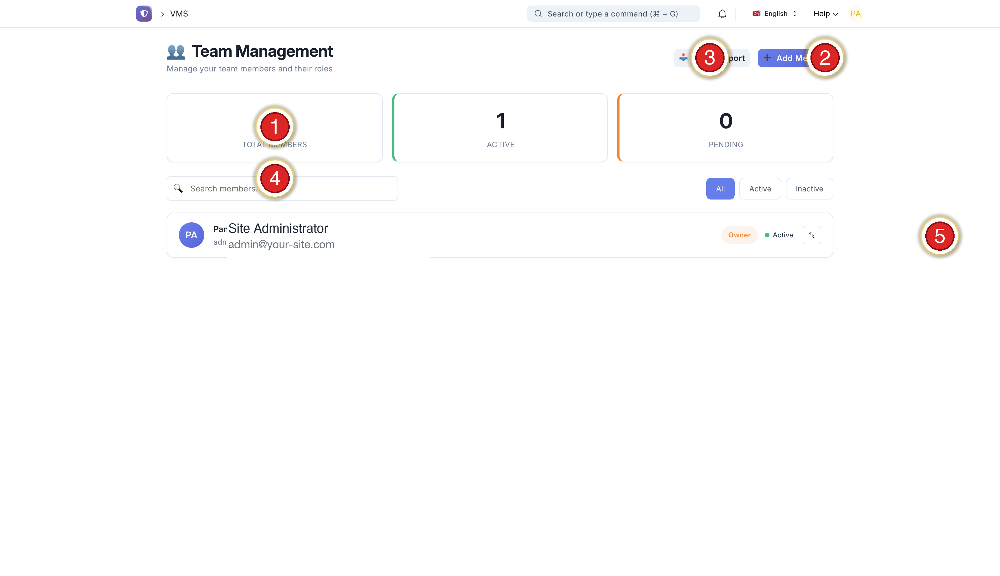 VMS
Search or type a command (⌘ + G)
English
Help
PA
Team Management
Manage your team members and their roles
3
port
Add Me
2
1
TOTAL MEMBERS
1
ACTIVE
0
PENDING
4
Search members...
All
Active
Inactive
PA
Site Administrator
admin@your-site.com
Owner
Active
5